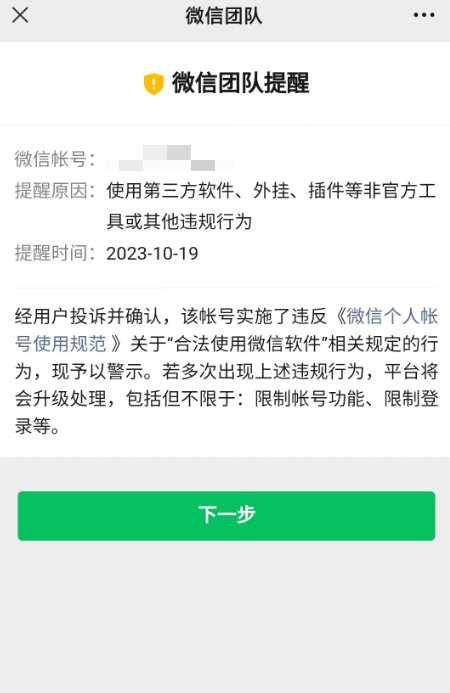 微信团队
微信团队提醒
微信帐号：
提醒原因：使用第三方软件、外挂、插件等非官方工
具或其他违规行为
提醒时间：2023-10-19
经用户投诉并确认，该帐号实施了违反《微信个人帐
号使用规范 》关于“合法使用微信软件”相关规定的行
为，现予以警示。若多次出现上述违规行为，平台将
会升级处理，包括但不限于：限制帐号功能、限制登
录等。
下一步